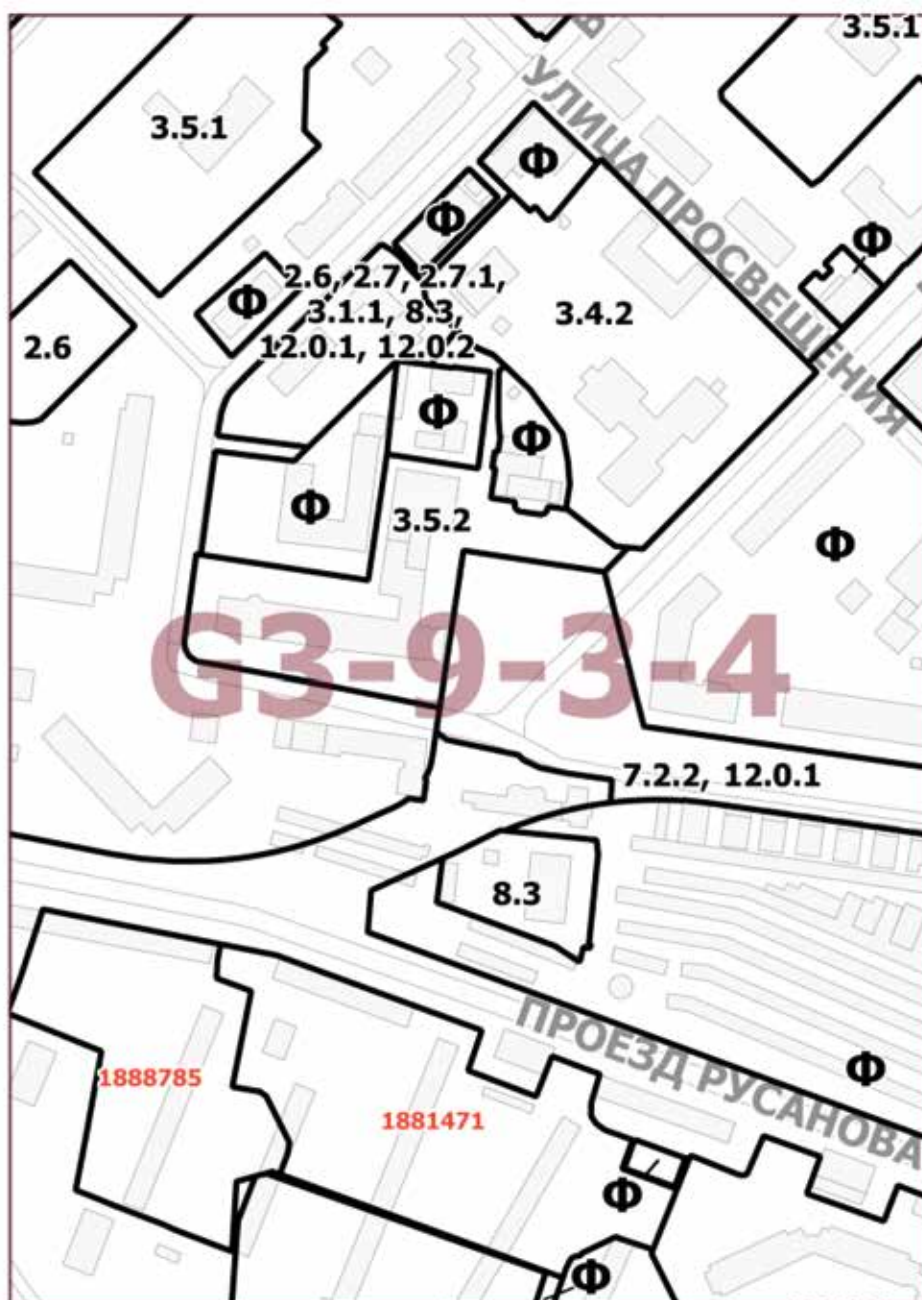 3.5.1
3.5.1
УЛИЦА ПРОСВЕЩЕНИЯ
Ф
Ф
Ф
Ф
2.6, 2.7, 2.7.1,
3.1.1, 8.3,
12.0.1, 12.0.2
3.4.2
2.6
Ф
Ф
Ф
3.5.2
Ф
G3-9-3-4
7.2.2, 12.0.1
8.3
ПРОЕЗД РУСАНОВА
Ф
1888785
1881471
Ф
Ф